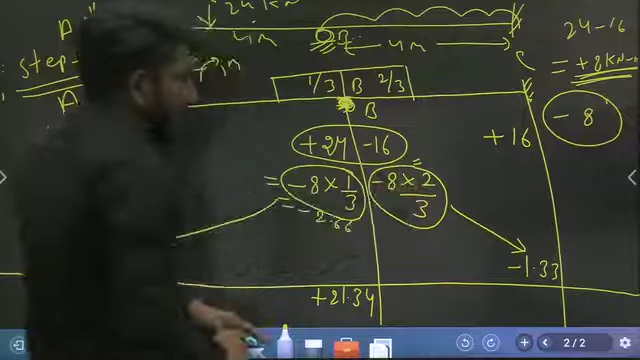 24 KN
A
4m
B
4m
C
24-16
= +8 KN-
step-
1/3 B 2/3
B
A
- 8
+24 -16
+16
= -8 × 1/3
-8 × 2/3 =
= - 2.66
-1.33
+21.34
2 / 2